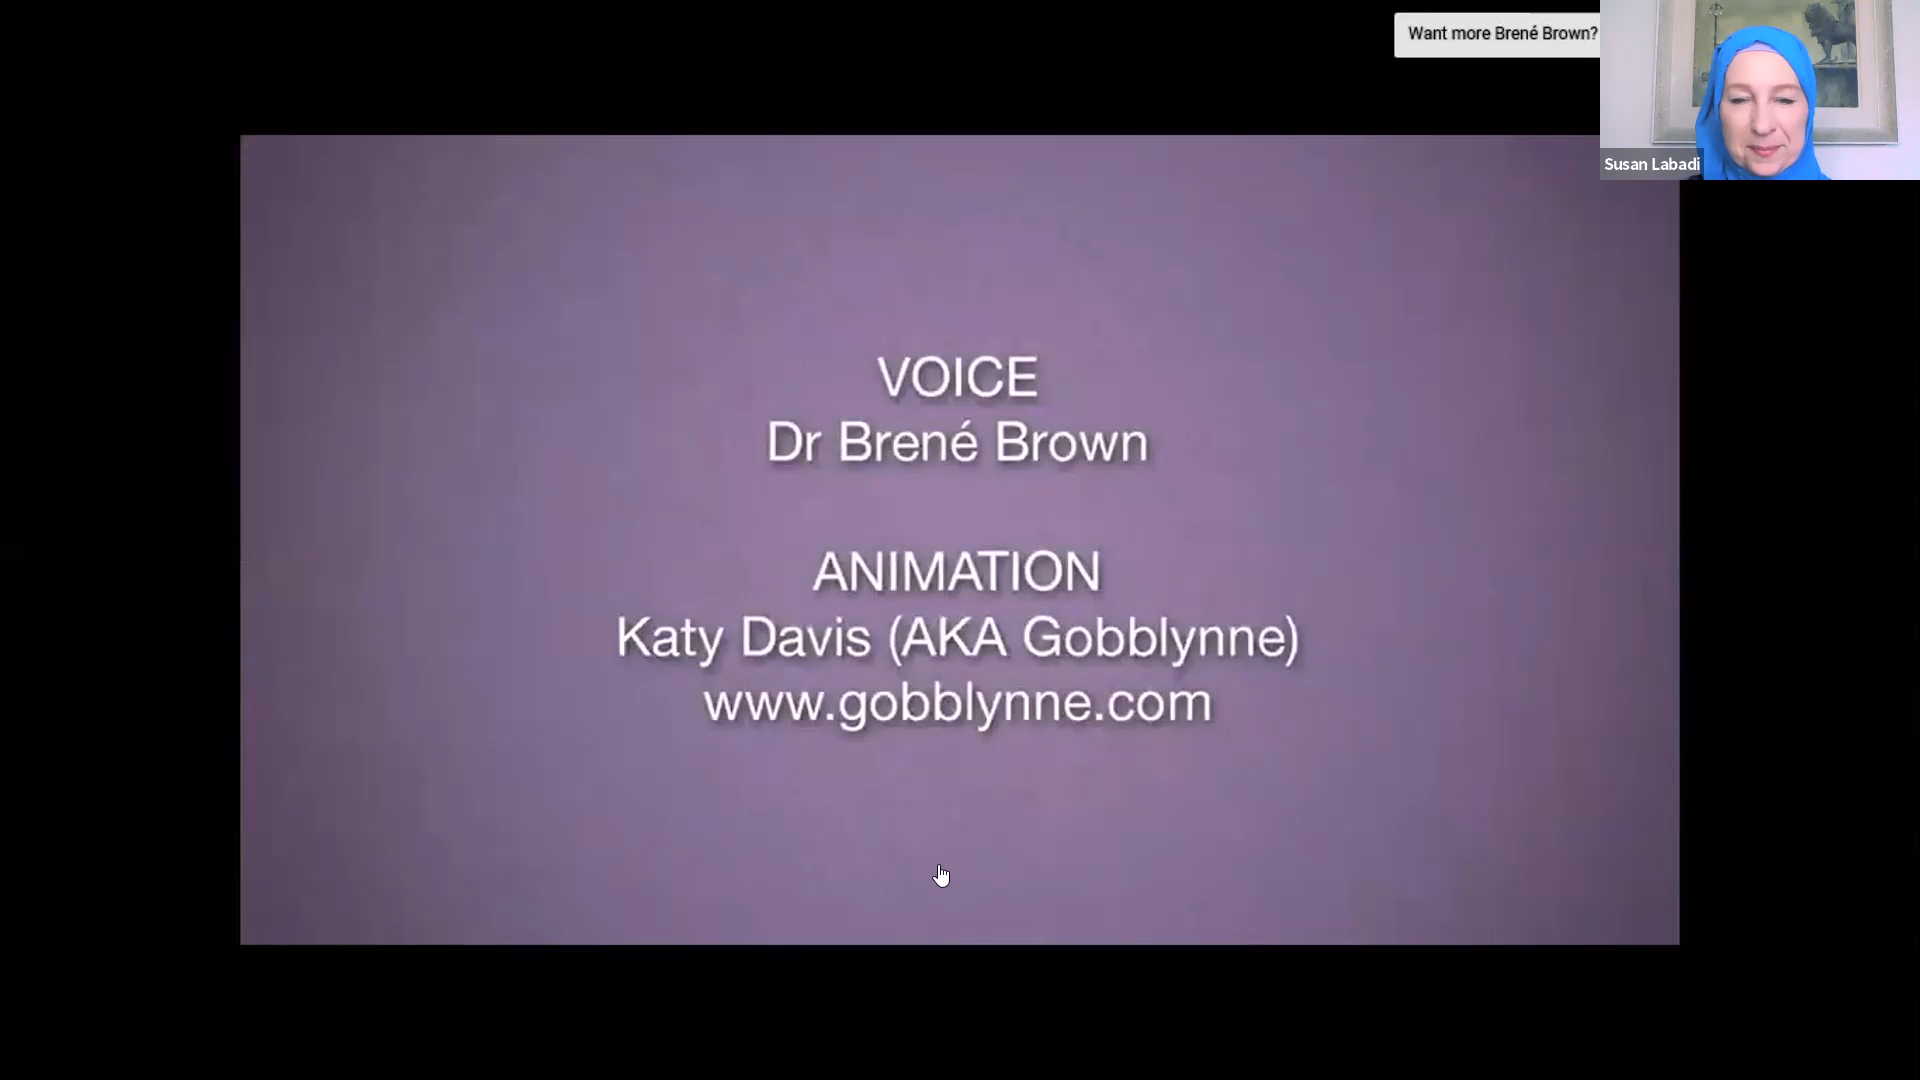 Want more Brené Brown?
Susan Labadi
VOICE
Dr Brené Brown
ANIMATION
Katy Davis (AKA Gobblynne)
www.gobblynne.com